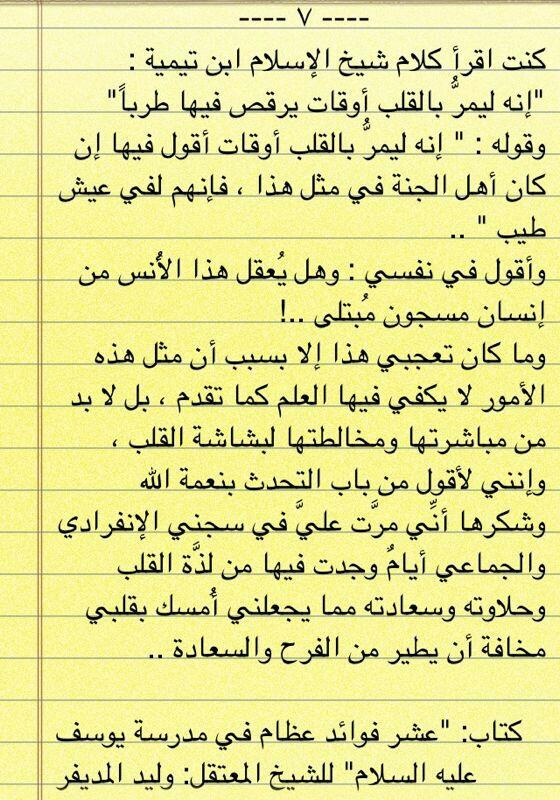 ---- ٧ ----
كنت اقرأ كلام شيخ الإسلام ابن تيمية :
"إنه ليمرُّ بالقلب أوقات يرقص فيها طرباً"
وقوله : " إنه ليمرُّ بالقلب أوقات أقول فيها إن
كان أهل الجنة في مثل هذا ، فإنهم لفي عيش
طيب " ..
وأقول في نفسي : وهل يُعقل هذا الأُنس من
إنسان مسجون مُبتلى ..!
وما كان تعجبي هذا إلا بسبب أن مثل هذه
الأمور لا يكفي فيها العلم كما تقدم ، بل لا بد
من مباشرتها ومخالطتها لبشاشة القلب ،
وإنني لأقول من باب التحدث بنعمة الله
وشكرها أنِّي مرَّت عليَّ في سجني الإنفرادي
والجماعي أيامٌ وجدت فيها من لذَّة القلب
وحلاوته وسعادته مما يجعلني أُمسك بقلبي
مخافة أن يطير من الفرح والسعادة ..
كتاب: "عشر فوائد عظام في مدرسة يوسف
عليه السلام" للشيخ المعتقل: وليد المديفر